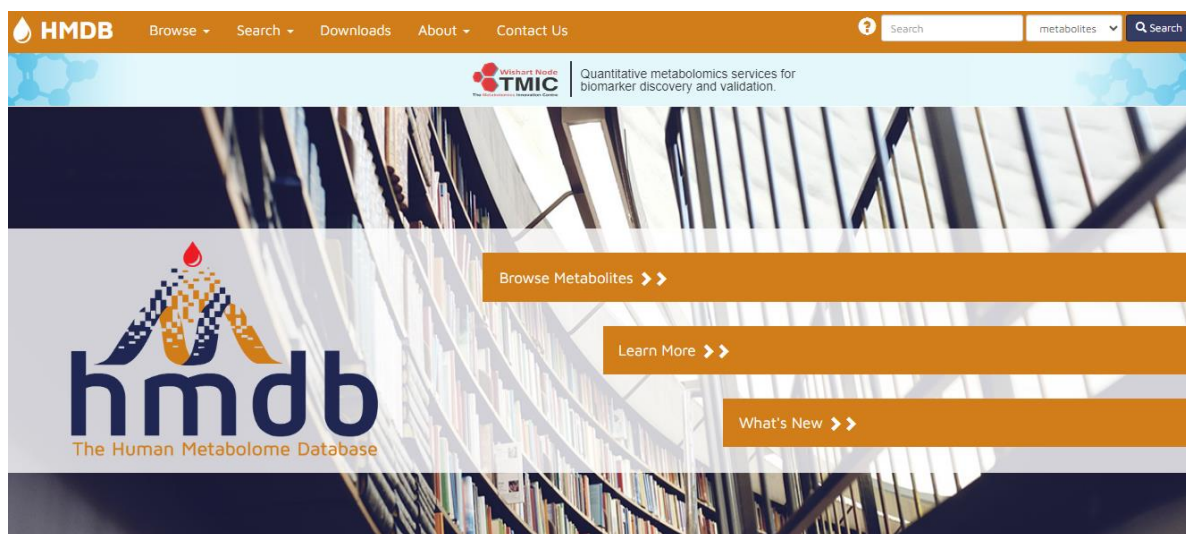 HMDB Browse Search Downloads About Contact Us ? Search metabolites Search
Wishart Node
TMIC
Quantitative metabolomics services for
biomarker discovery and validation.
Browse Metabolites
Learn More
What's New
hmdb
The Human Metabolome Database